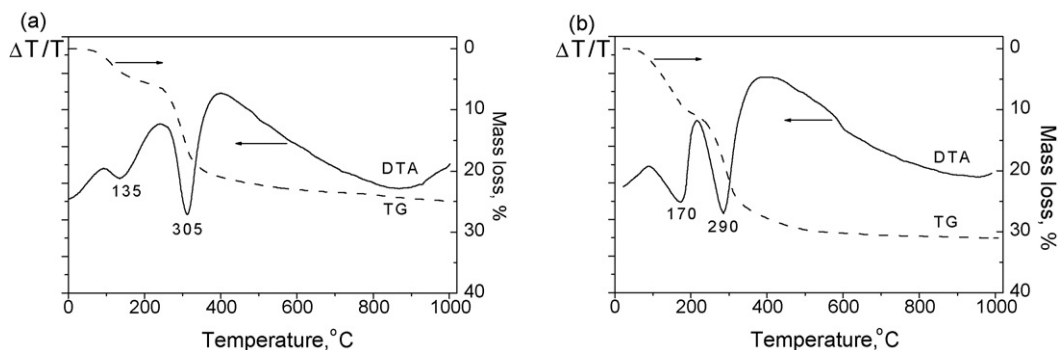 (a)
ΔT/T
0
10
20
30
40
Mass loss, %
DTA
TG
135
305
0 200 400 600 800 1000
Temperature,°C
(b)
ΔT/T
0
10
20
30
40
Mass loss, %
DTA
TG
170
290
0 200 400 600 800 1000
Temperature,°C